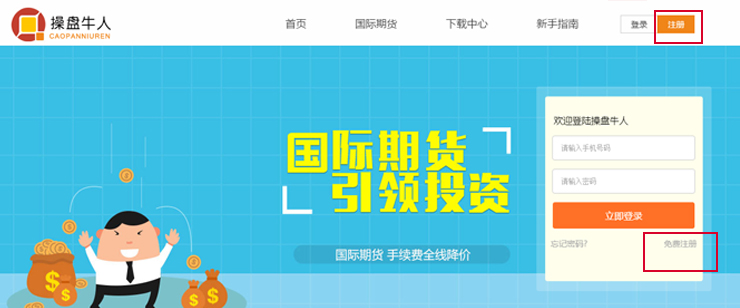 操盘牛人
CAOPANNIUREN
首页 国际期货 下载中心 新手指南 登录 注册
国际期货
引领投资
国际期货 手续费全线降价
欢迎登陆操盘牛人
请输入手机号码
请输入密码
立即登录
忘记密码? 免费注册
$
$
$